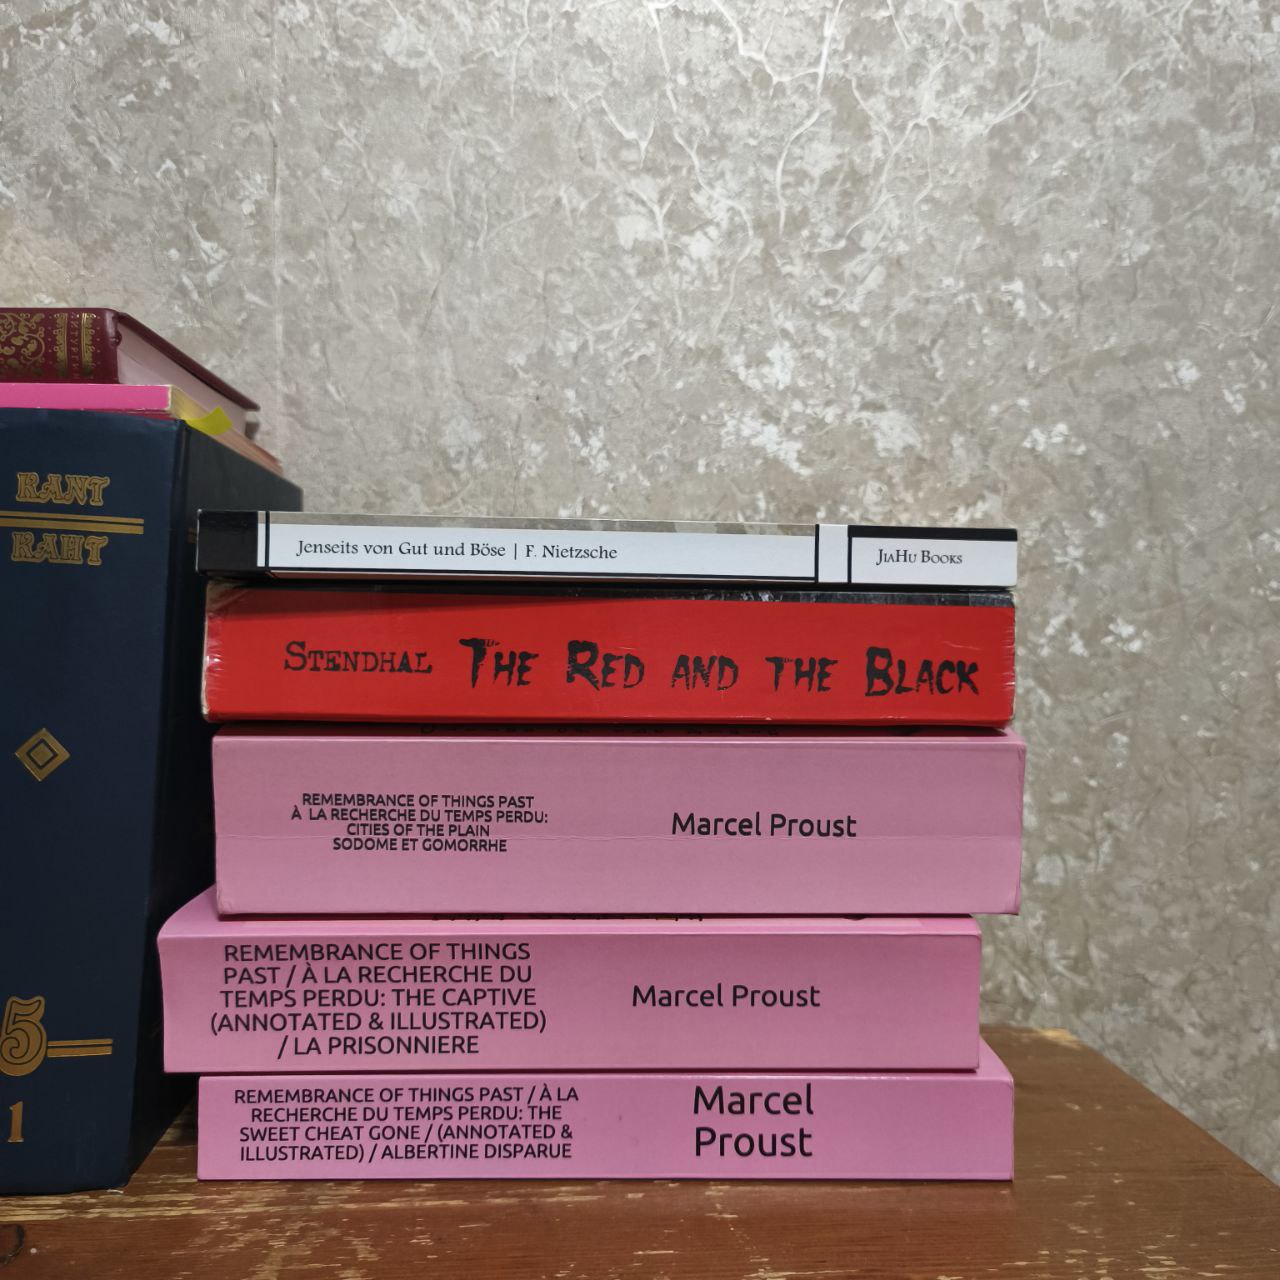 KANT
КАНТ
5
1
Jenseits von Gut und Böse | F. Nietzsche
JiaHu Books
Stendhal The Red and the Black
REMEMBRANCE OF THINGS PAST
À LA RECHERCHE DU TEMPS PERDU:
CITIES OF THE PLAIN
SODOME ET GOMORRHE
Marcel Proust
REMEMBRANCE OF THINGS
PAST / À LA RECHERCHE DU
TEMPS PERDU: THE CAPTIVE
(ANNOTATED & ILLUSTRATED)
/ LA PRISONNIERE
Marcel Proust
REMEMBRANCE OF THINGS PAST / À LA
RECHERCHE DU TEMPS PERDU: THE
SWEET CHEAT GONE / (ANNOTATED &
ILLUSTRATED) / ALBERTINE DISPARUE
Marcel
Proust